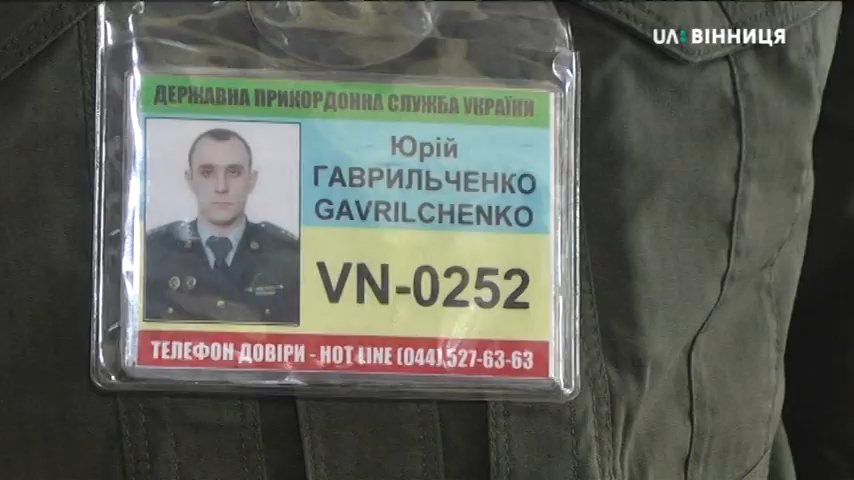 UA: ВІННИЦЯ
ДЕРЖАВНА ПРИКОРДОННА СЛУЖБА УКРАЇНИ
Юрій
ГАВРИЛЬЧЕНКО
GAVRILCHENKO
VN-0252
ТЕЛЕФОН ДОВІРИ - HOT LINE (044) 527-63-63